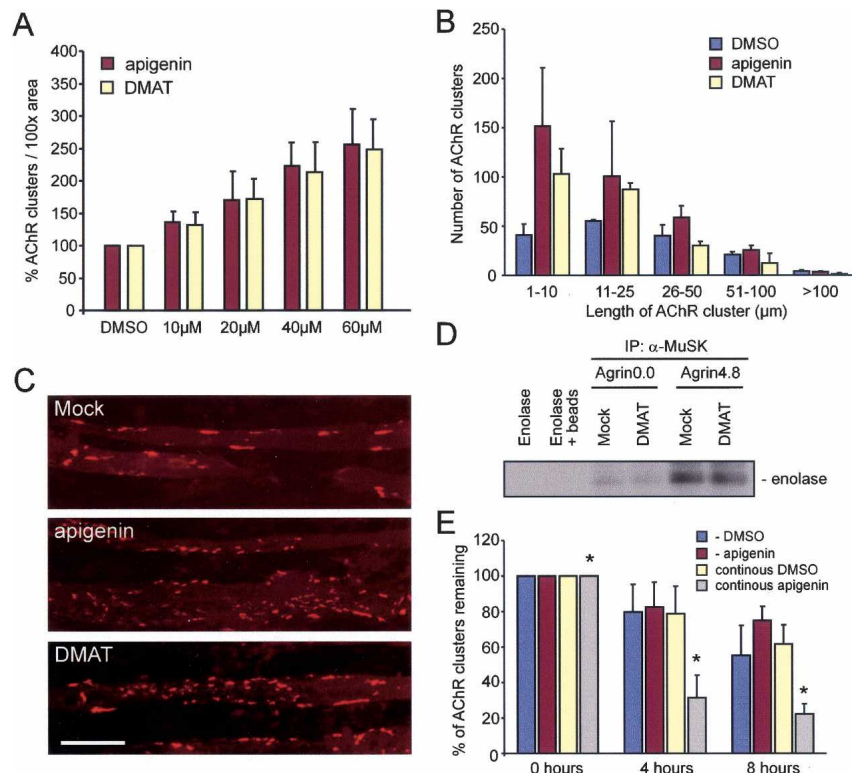 A
400
350
300
250
200
150
100
50
0
% AChR clusters / 100x area
apigenin
DMAT
DMSO 10µM 20µM 40µM 60µM
B
250
200
150
100
50
0
Number of AChR clusters
DMSO
apigenin
DMAT
1-10 11-25 26-50 51-100 >100
Length of AChR cluster (µm)
C
Mock
apigenin
DMAT
D
IP: α-MuSK
Agrin0.0 Agrin4.8
Enolase
Enolase
+ beads
Mock
DMAT
Mock
DMAT
- enolase
E
120
100
80
60
40
20
0
% of AChR clusters remaining
- DMSO
- apigenin
continous DMSO
continous apigenin
*
*
*
0 hours 4 hours 8 hours